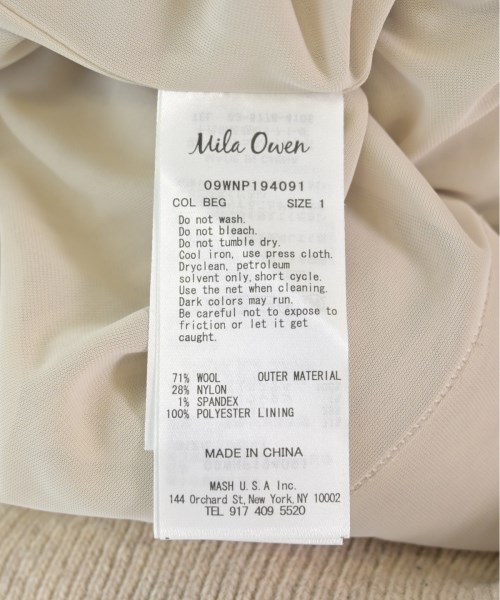 Mila Owen
09WNP194091
COL BEG SIZE 1
Do not wash.
Do not bleach.
Do not tumble dry.
Cool iron, use press cloth.
Dryclean, petroleum
solvent only, short cycle.
Use the net when cleaning.
Dark colors may run.
Be careful not to expose to
friction or let it get
caught.
71% WOOL OUTER MATERIAL
28% NYLON
1% SPANDEX
100% POLYESTER LINING
MADE IN CHINA
MASH U.S.A Inc.
144 Orchard St, New York, NY 10002
TEL 917 409 5520